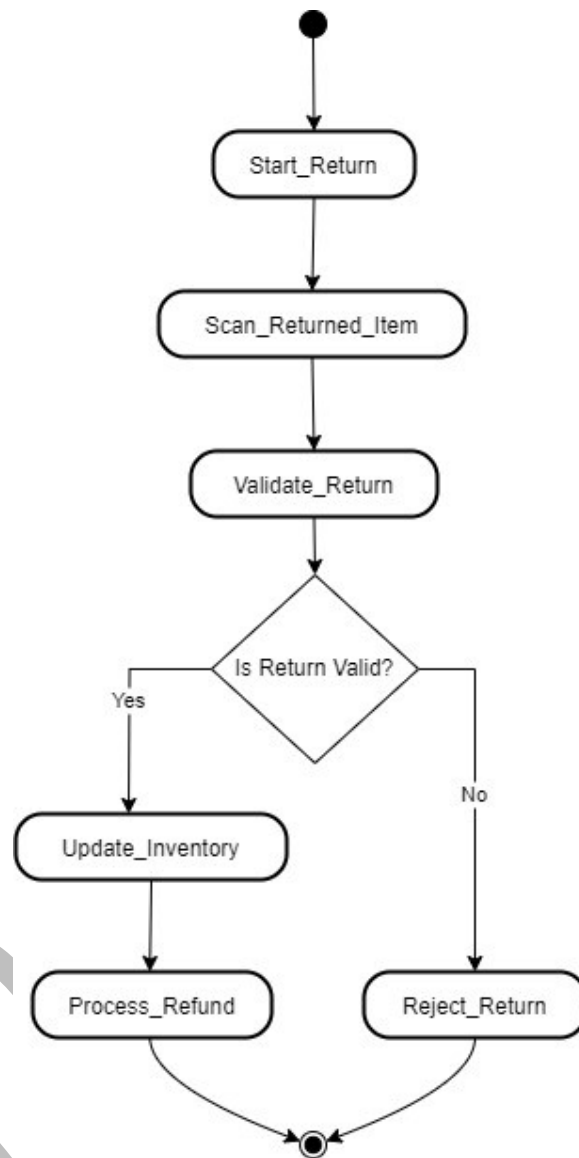 Start_Return
Scan_Returned_Item
Validate_Return
Is Return Valid?
Yes
No
Update_Inventory
Process_Refund
Reject_Return